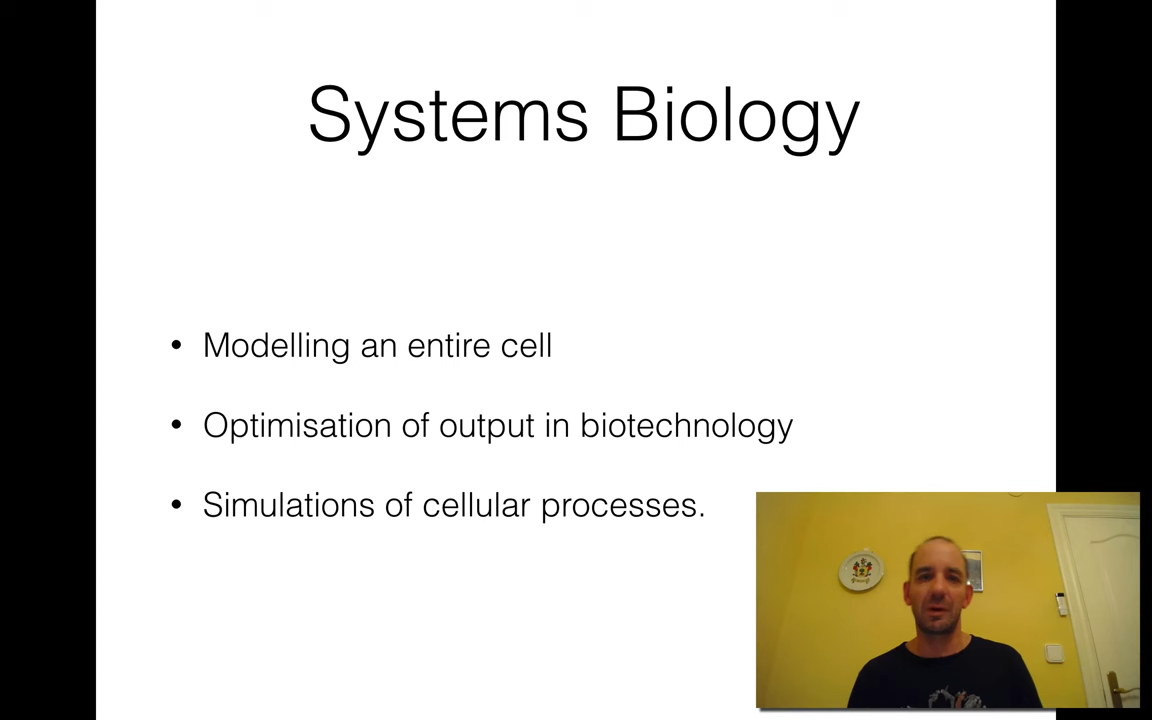 Systems Biology
• Modelling an entire cell
• Optimisation of output in biotechnology
• Simulations of cellular processes.